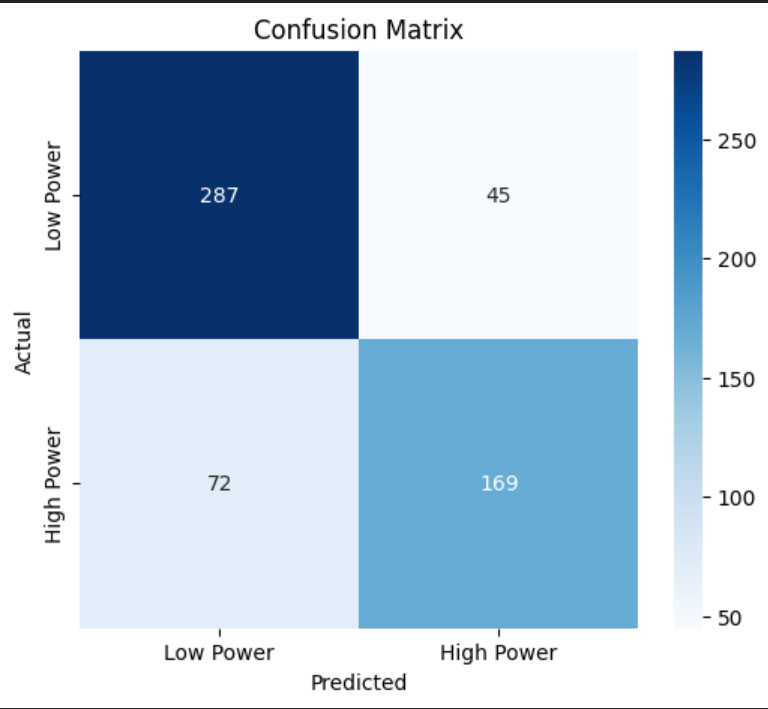 Confusion Matrix
Low Power
High Power
Actual
287
45
72
169
Low Power
High Power
Predicted
250
200
150
100
50